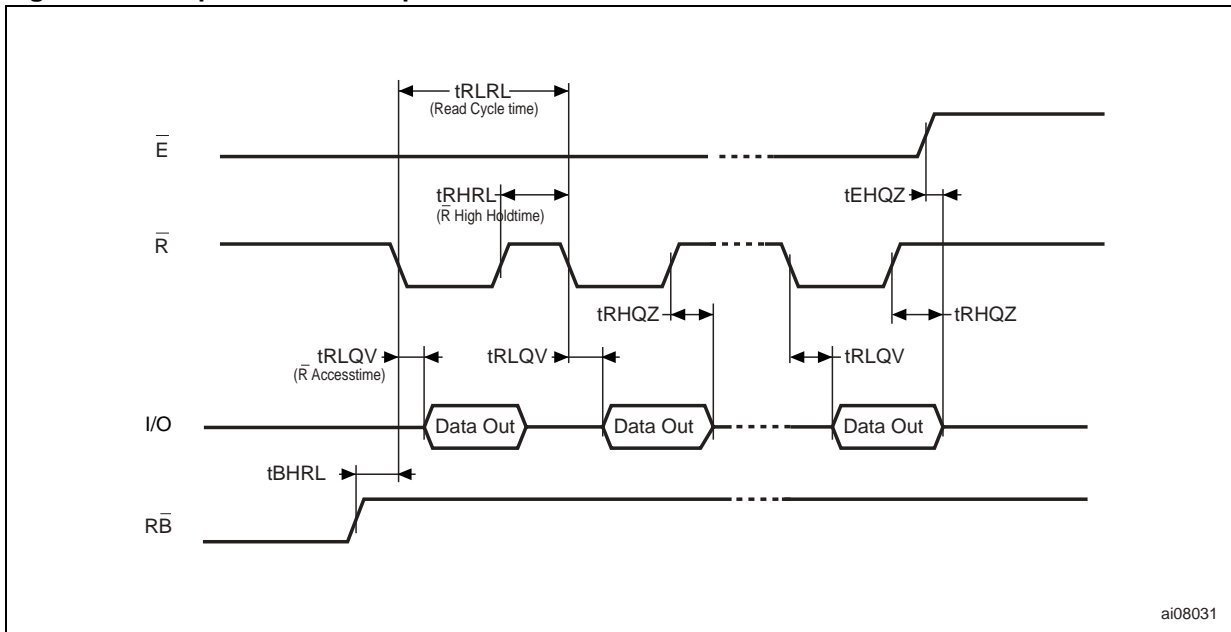 tRLRL
(Read Cycle time)
E̅
tRHRL
(R̅ High Holdtime)
tEHQZ
R̅
tRHQZ
tRHQZ
tRLQV
(R̅ Accesstime)
tRLQV
tRLQV
I/O
Data Out
Data Out
Data Out
tBHRL
RB̅
ai08031